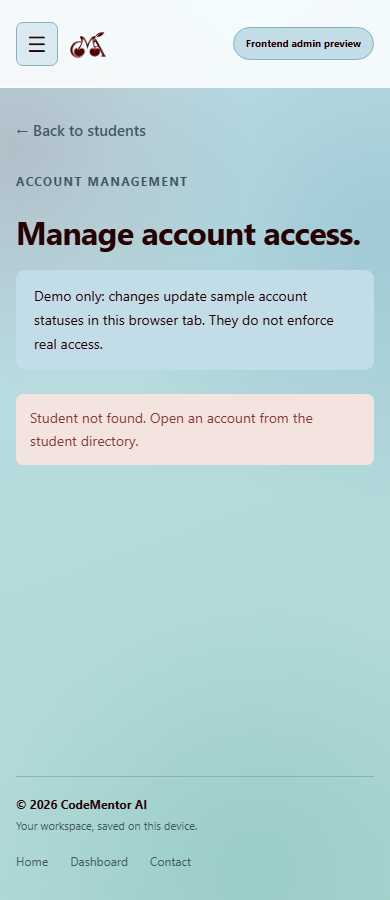 ☰
Frontend admin preview
← Back to students
ACCOUNT MANAGEMENT
Manage account access.
Demo only: changes update sample account
statuses in this browser tab. They do not enforce
real access.
Student not found. Open an account from the
student directory.
© 2026 CodeMentor AI
Your workspace, saved on this device.
Home Dashboard Contact